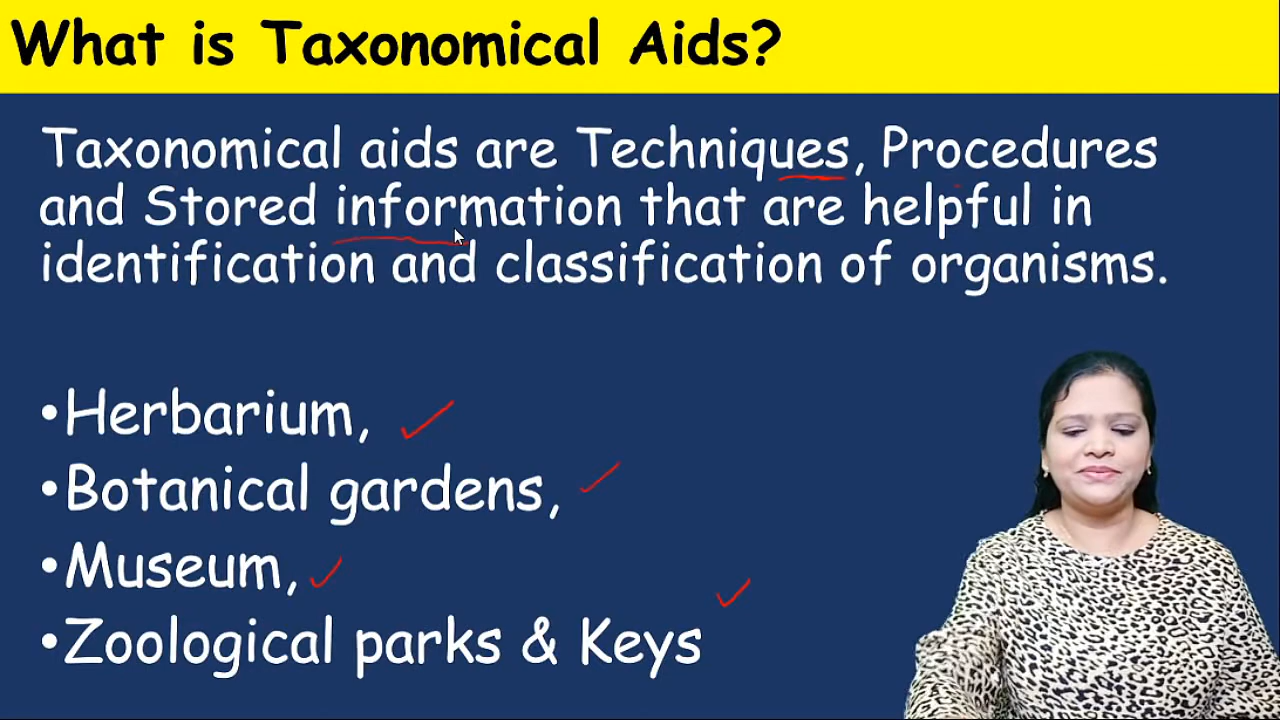 What is Taxonomical Aids?
Taxonomical aids are Techniques, Procedures
and Stored information that are helpful in
identification and classification of organisms.
•Herbarium,
•Botanical gardens,
•Museum,
•Zoological parks & Keys